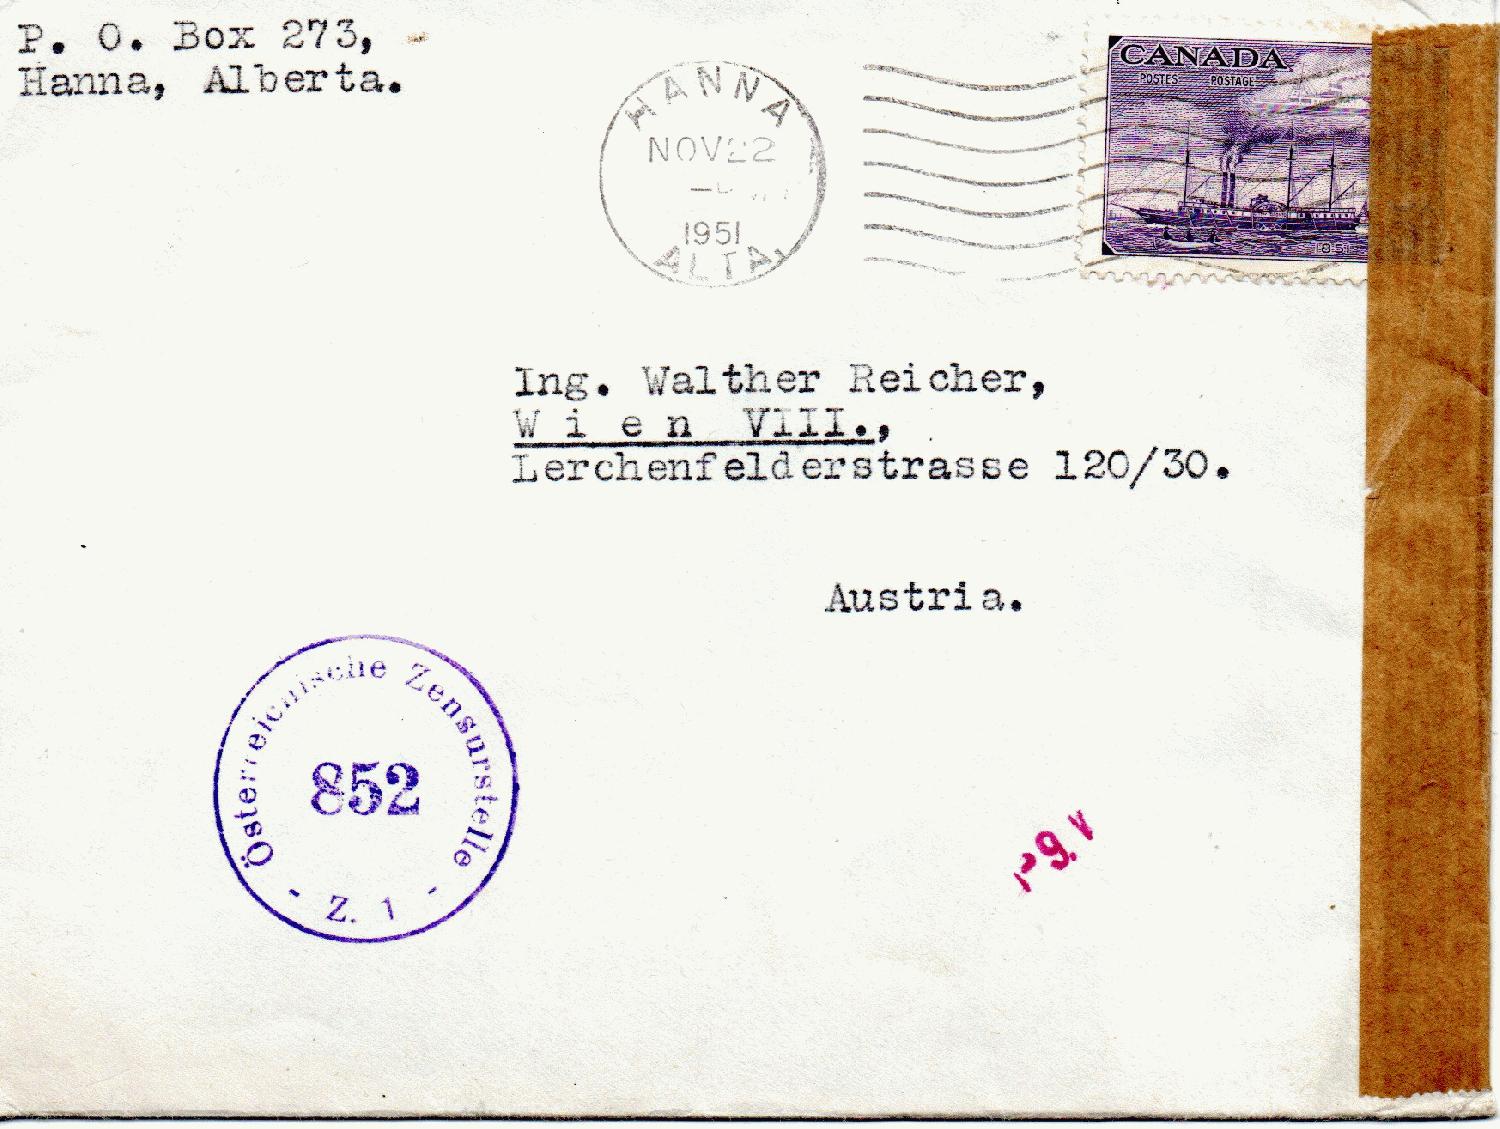 P. O. Box 273,
Hanna, Alberta.
HANNA
NOV 22
1951
ALTA.
CANADA
POSTES POSTAGE
Ing. Walther Reicher,
W i e n VIII.,
Lerchenfelderstrasse 120/30.
Austria.
Österreichische Zensurstelle
852
- Z. 1 -